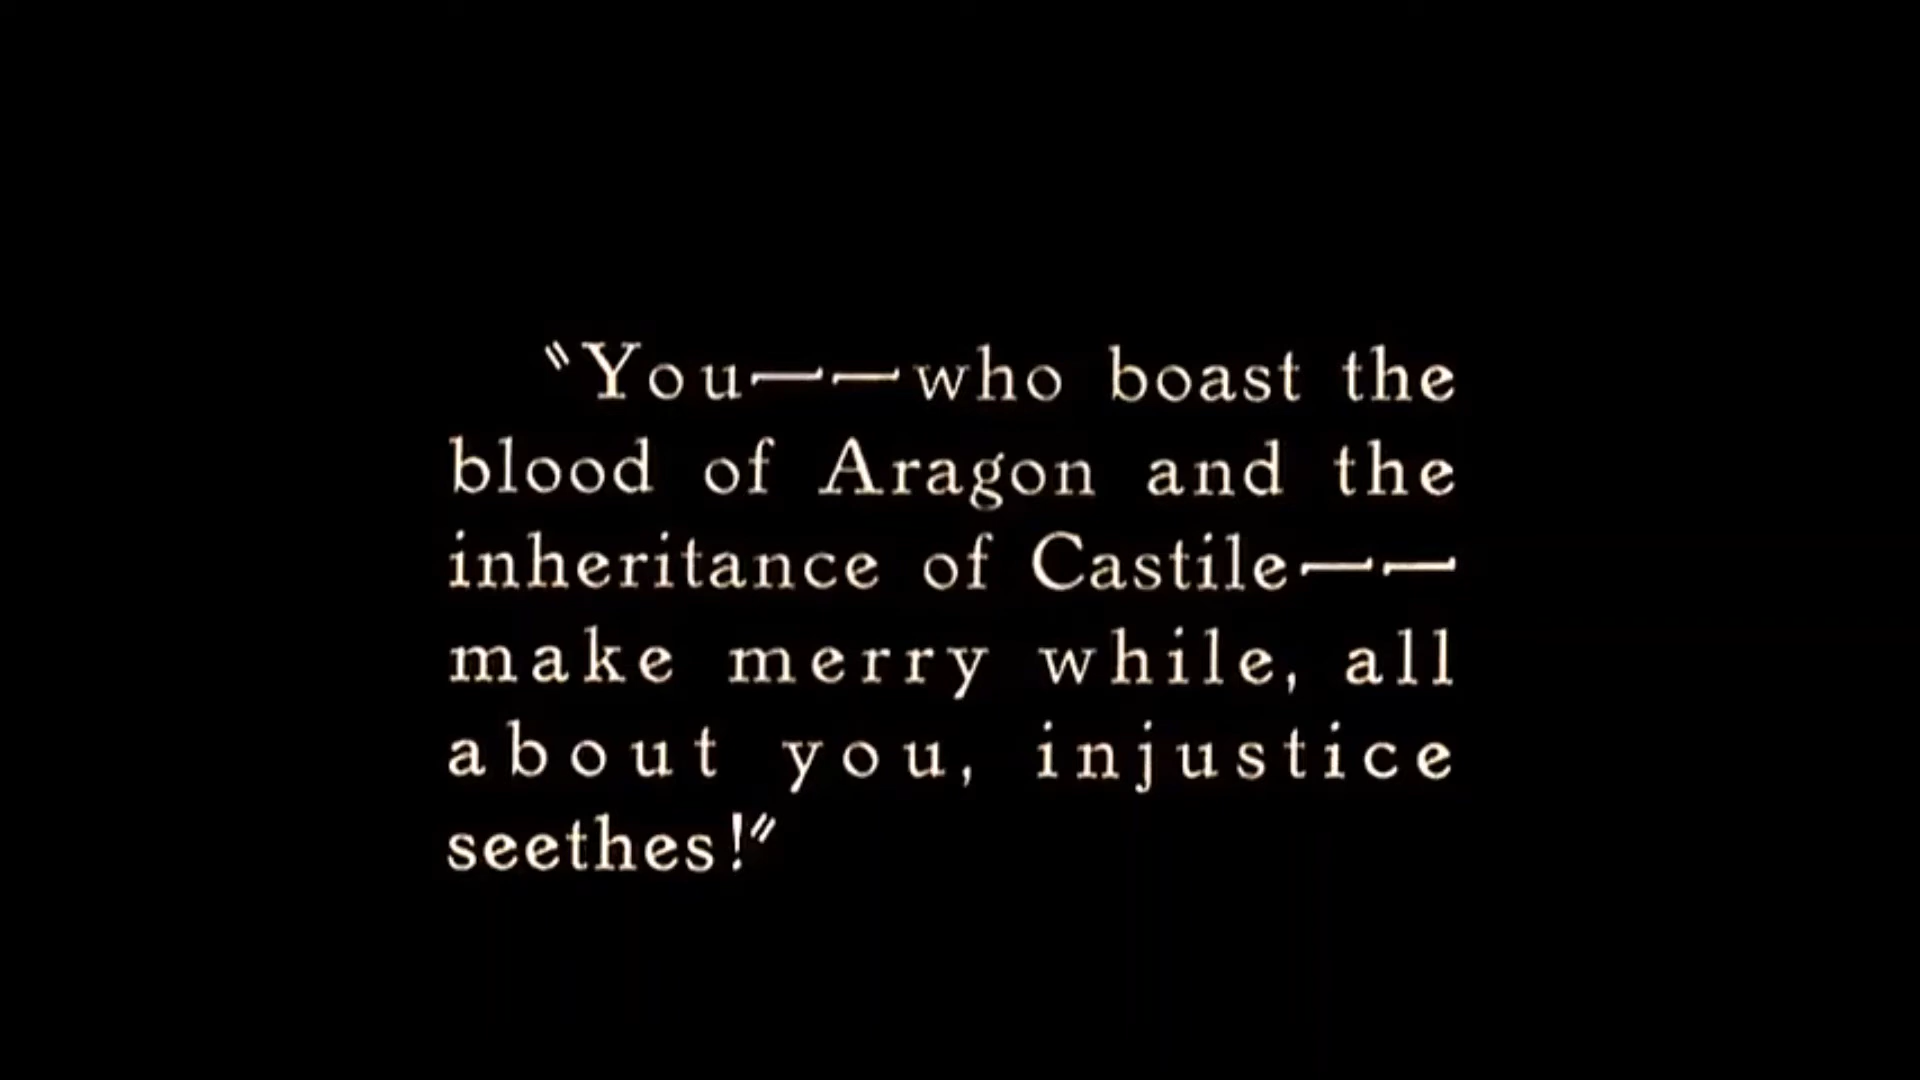 "You——who boast the
blood of Aragon and the
inheritance of Castile——
make merry while, all
about you, injustice
seethes!"